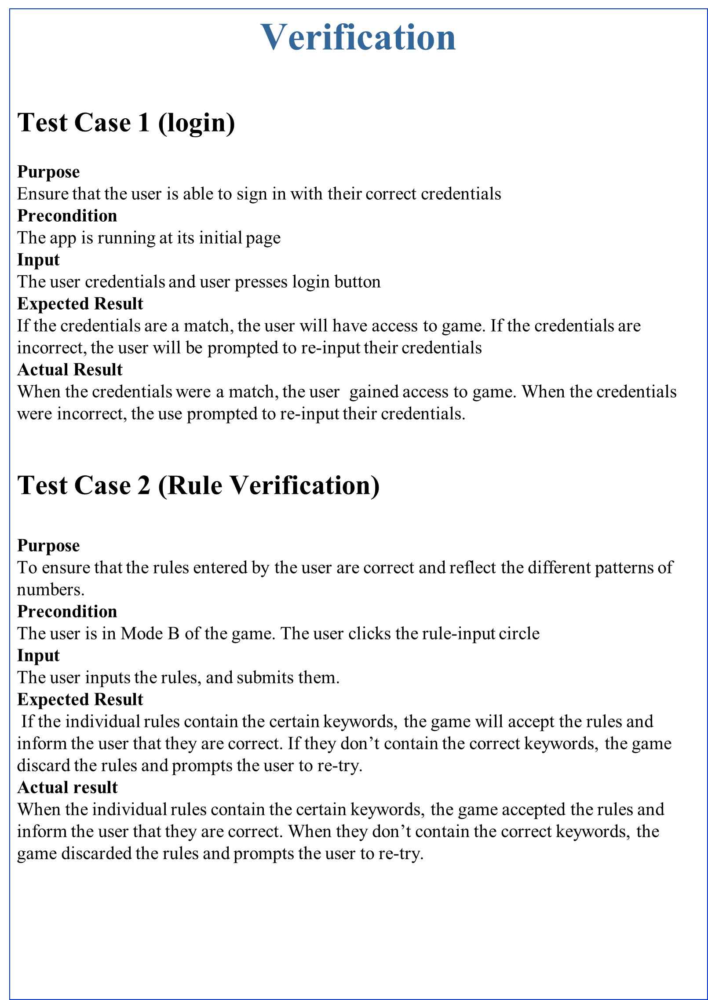 Verification
Test Case 1 (login)
Purpose
Ensure that the user is able to sign in with their correct credentials
Precondition
The app is running at its initial page
Input
The user credentials and user presses login button
Expected Result
If the credentials are a match, the user will have access to game. If the credentials are
incorrect, the user will be prompted to re-input their credentials
Actual Result
When the credentials were a match, the user  gained access to game. When the credentials
were incorrect, the use prompted to re-input their credentials.
Test Case 2 (Rule Verification)
Purpose
To ensure that the rules entered by the user are correct and reflect the different patterns of
numbers.
Precondition
The user is in Mode B of the game. The user clicks the rule-input circle
Input
The user inputs the rules, and submits them.
Expected Result
If the individual rules contain the certain keywords, the game will accept the rules and
inform the user that they are correct. If they don’t contain the correct keywords, the game
discard the rules and prompts the user to re-try.
Actual result
When the individual rules contain the certain keywords, the game accepted the rules and
inform the user that they are correct. When they don’t contain the correct keywords, the
game discarded the rules and prompts the user to re-try.